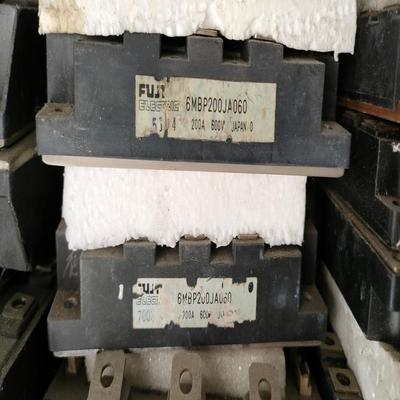 FUJI
ELECTRIC
6MBP200JA060
200A 600V JAPAN O
FUJI
ELECTRIC
6MBP200JA060
200A 600V